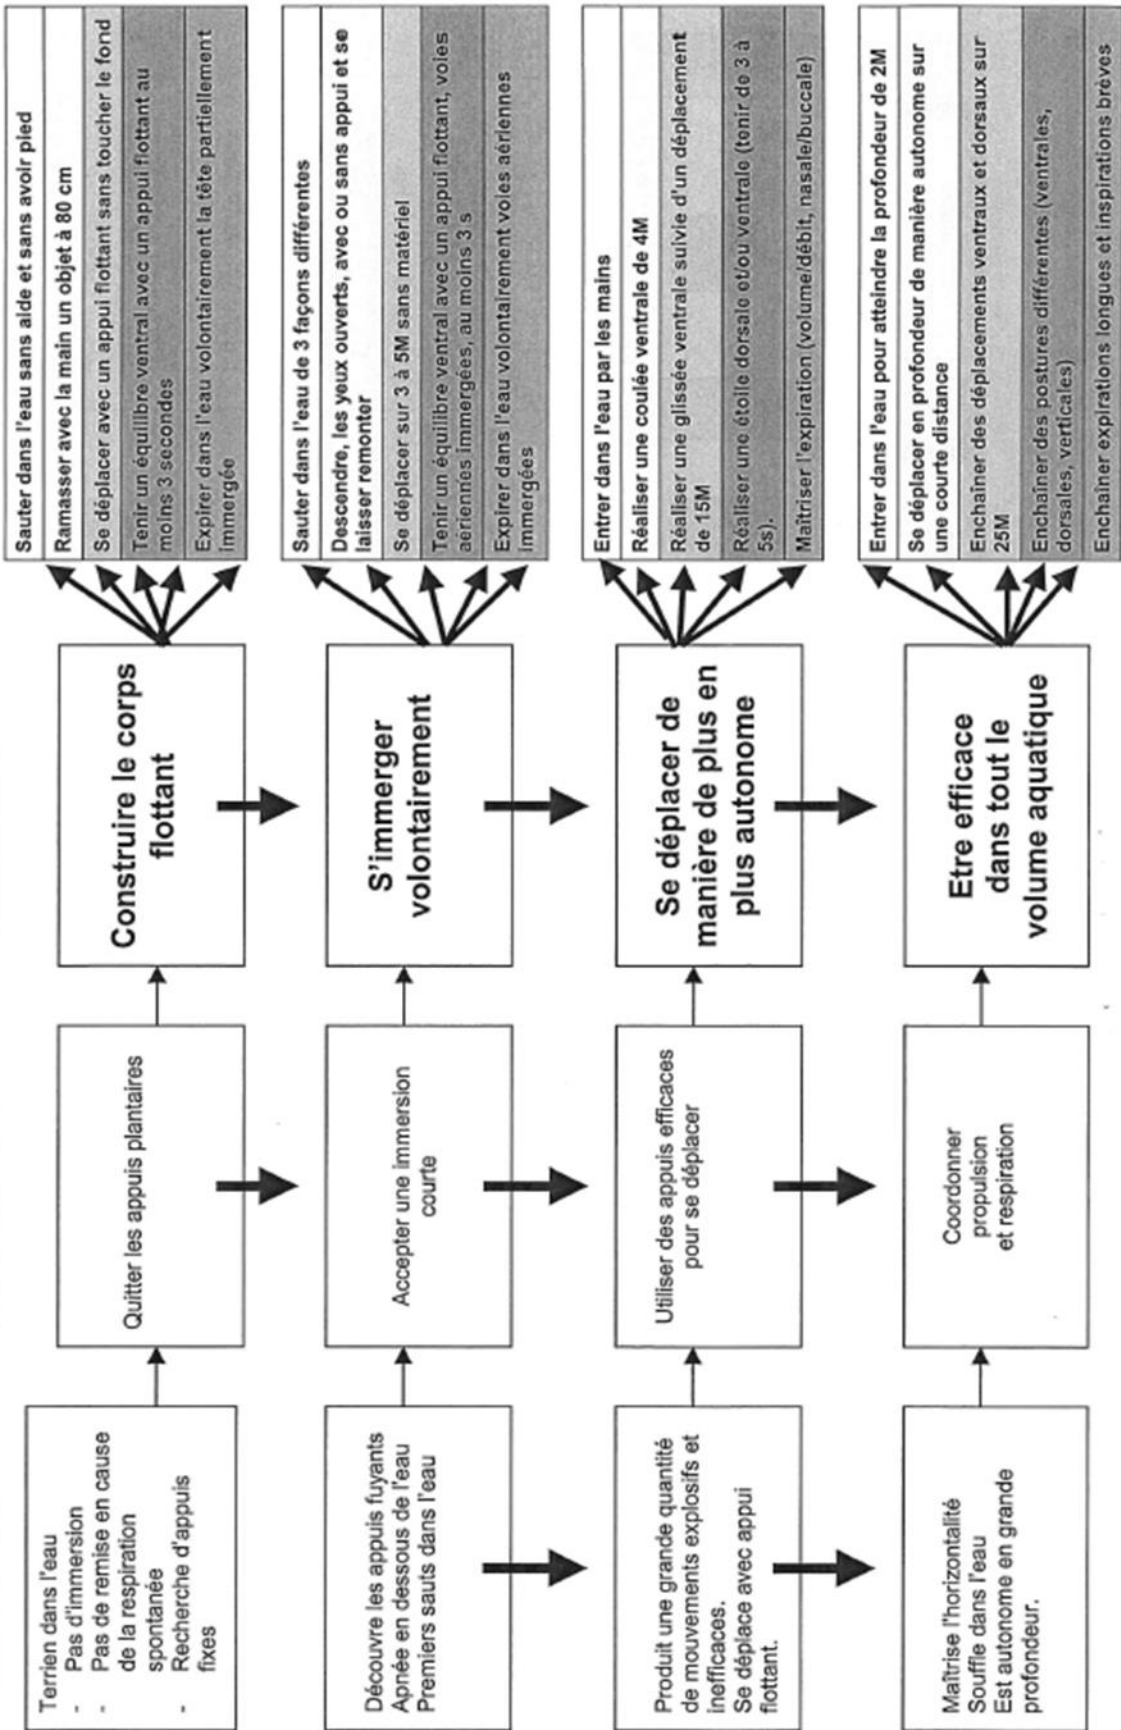 Terrien dans l'eau
- Pas d'immersion
- Pas de remise en cause
de la respiration
spontanée
- Recherche d'appuis
fixes
Quitter les appuis plantaires
Construire le corps
flottant
Sauter dans l'eau sans aide et sans avoir pied
Ramasser avec la main un objet à 80 cm
Se déplacer avec un appui flottant sans toucher le fond
Tenir un équilibre ventral avec un appui flottant au
moins 3 secondes
Expirer dans l'eau volontairement la tête partiellement
immergée
Découvre les appuis fuyants
Apnée en dessous de l'eau
Premiers sauts dans l'eau
Accepter une immersion
courte
S'immerger
volontairement
Sauter dans l'eau de 3 façons différentes
Descendre, les yeux ouverts, avec ou sans appui et se
laisser remonter
Se déplacer sur 3 à 5M sans matériel
Tenir un équilibre ventral avec un appui flottant, voies
aériennes immergées, au moins 3 s
Expirer dans l'eau volontairement voies aériennes
immergées
Produit une grande quantité
de mouvements explosifs et
inefficaces.
Se déplace avec appui
flottant.
Utiliser des appuis efficaces
pour se déplacer
Se déplacer de
manière de plus en
plus autonome
Entrer dans l'eau par les mains
Réaliser une coulée ventrale de 4M
Réaliser une glissée ventrale suivie d'un déplacement
de 15M
Réaliser une étoile dorsale et/ou ventrale (tenir de 3 à
5s).
Maîtriser l'expiration (volume/débit, nasale/buccale)
Maîtrise l'horizontalité
Souffle dans l'eau
Est autonome en grande
profondeur.
Coordonner
propulsion
et respiration
Etre efficace
dans tout le
volume aquatique
Entrer dans l'eau pour atteindre la profondeur de 2M
Se déplacer en profondeur de manière autonome sur
une courte distance
Enchaîner des déplacements ventraux et dorsaux sur
25M
Enchaîner des postures différentes (ventrales,
dorsales, verticales)
Enchaîner expirations longues et inspirations brèves